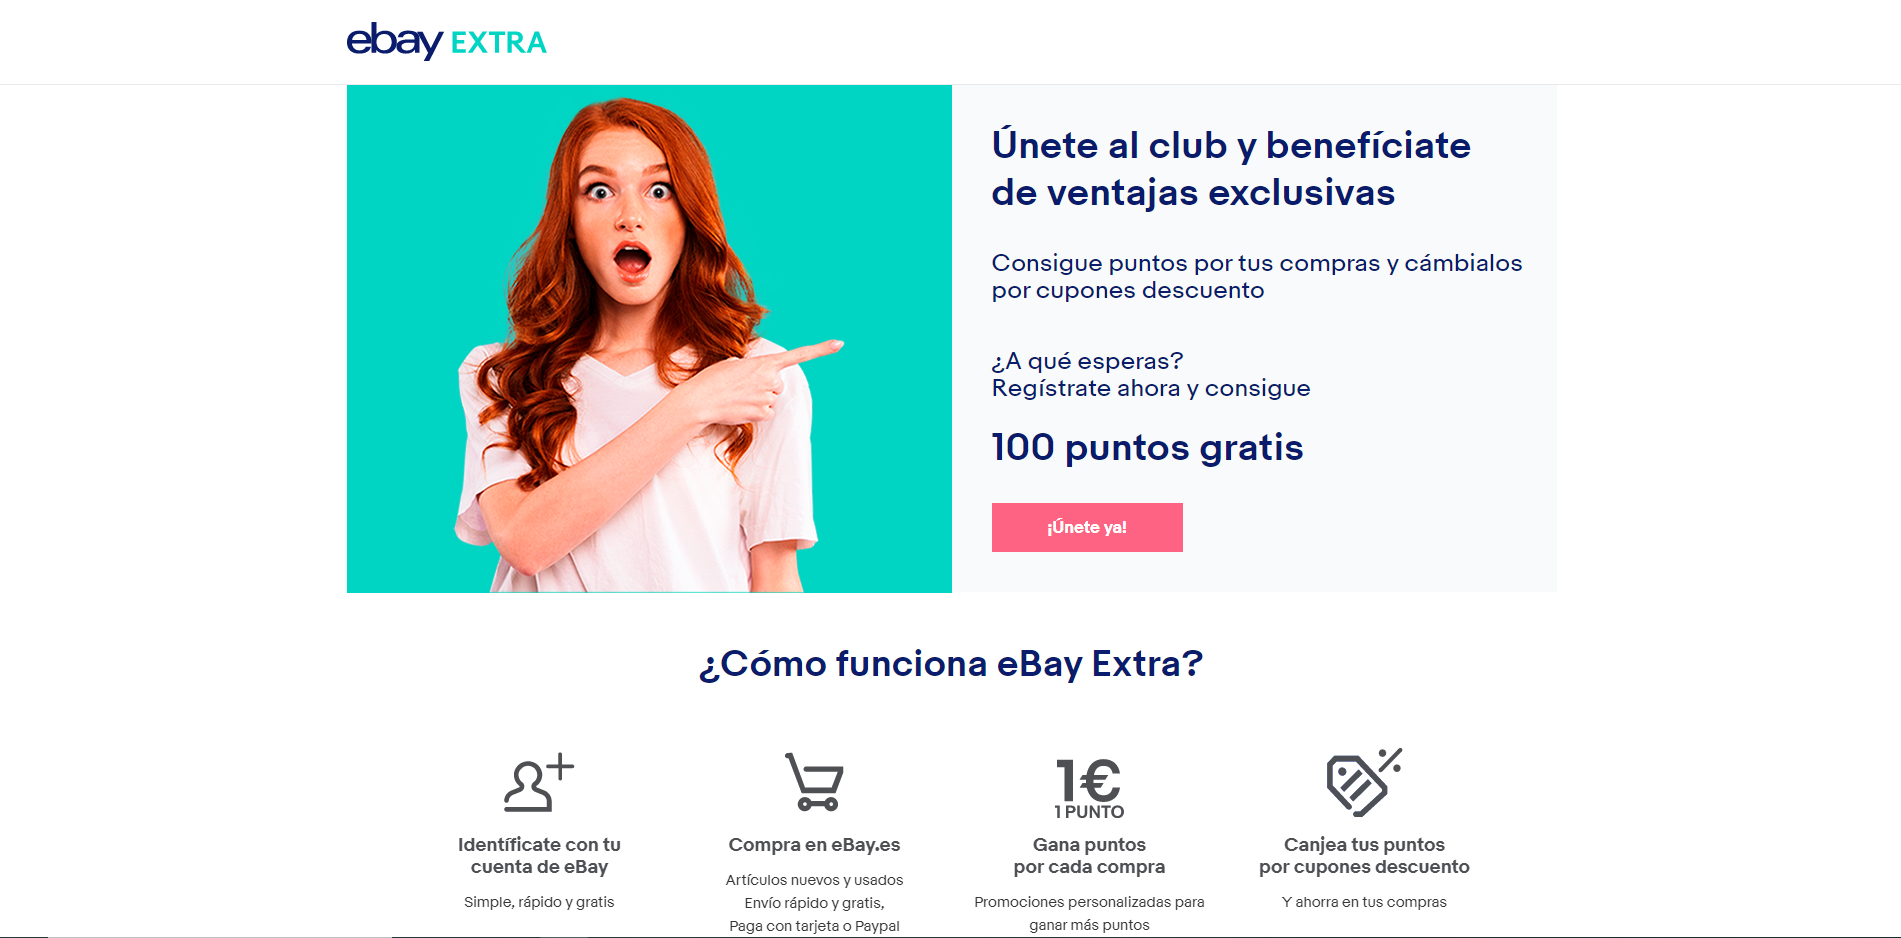 ebay EXTRA
Únete al club y benefíciate
de ventajas exclusivas
Consigue puntos por tus compras y cámbialos
por cupones descuento
¿A qué esperas?
Regístrate ahora y consigue
100 puntos gratis
¡Únete ya!
¿Cómo funciona eBay Extra?
Identifícate con tu
cuenta de eBay
Simple, rápido y gratis
Compra en eBay.es
Artículos nuevos y usados
Envío rápido y gratis,
Paga con tarjeta o Paypal
1€
1 PUNTO
Gana puntos
por cada compra
Promociones personalizadas para
ganar más puntos
Canjea tus puntos
por cupones descuento
Y ahorra en tus compras